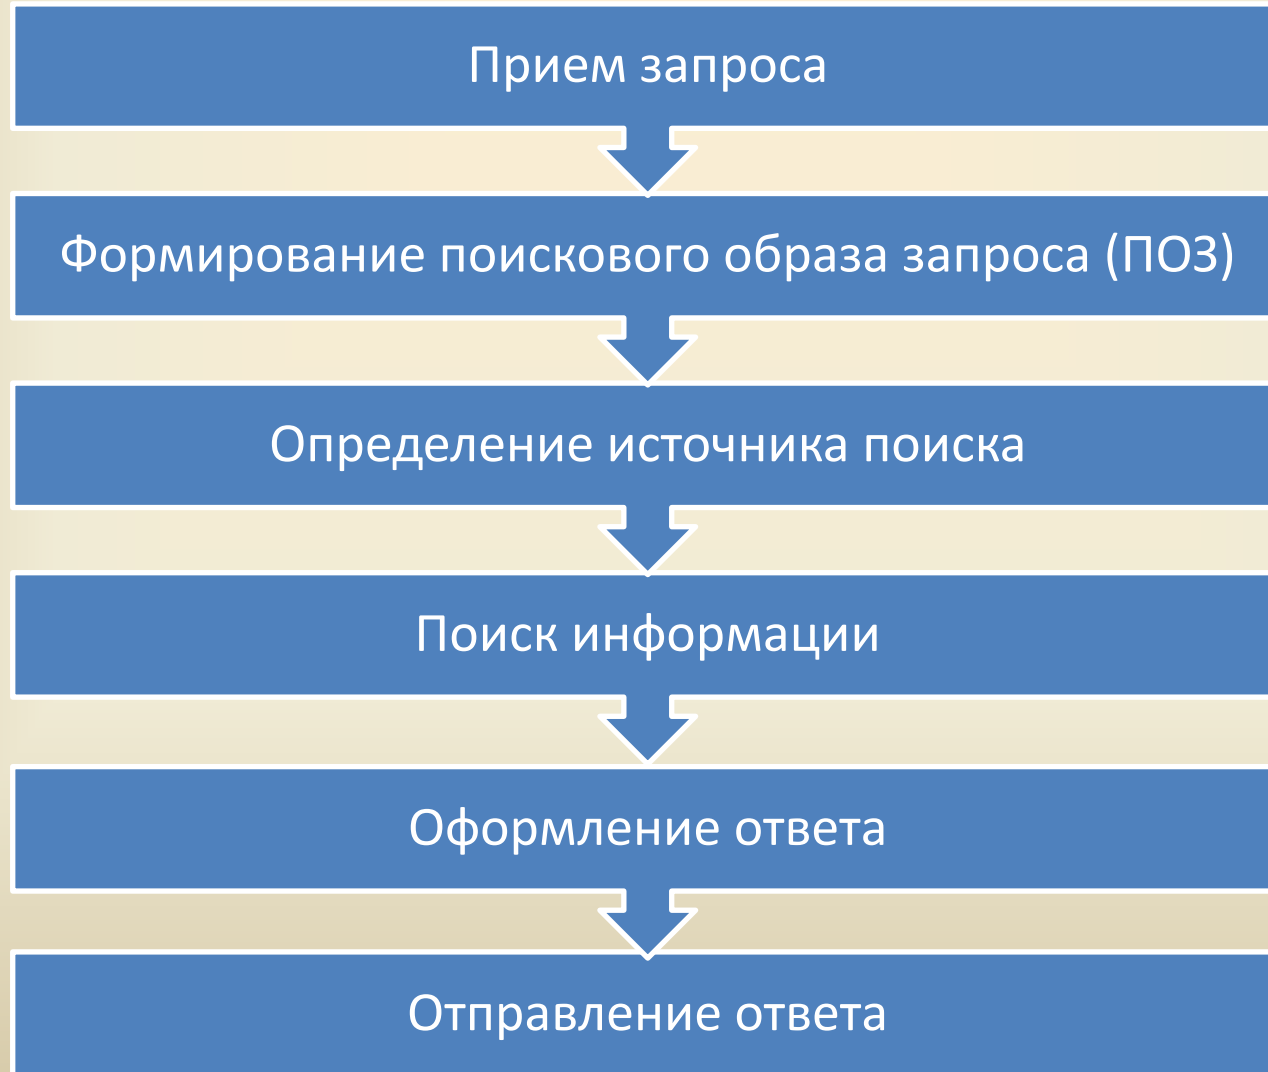 Прием запроса
Формирование поискового образа запроса (ПОЗ)
Определение источника поиска
Поиск информации
Оформление ответа
Отправление ответа